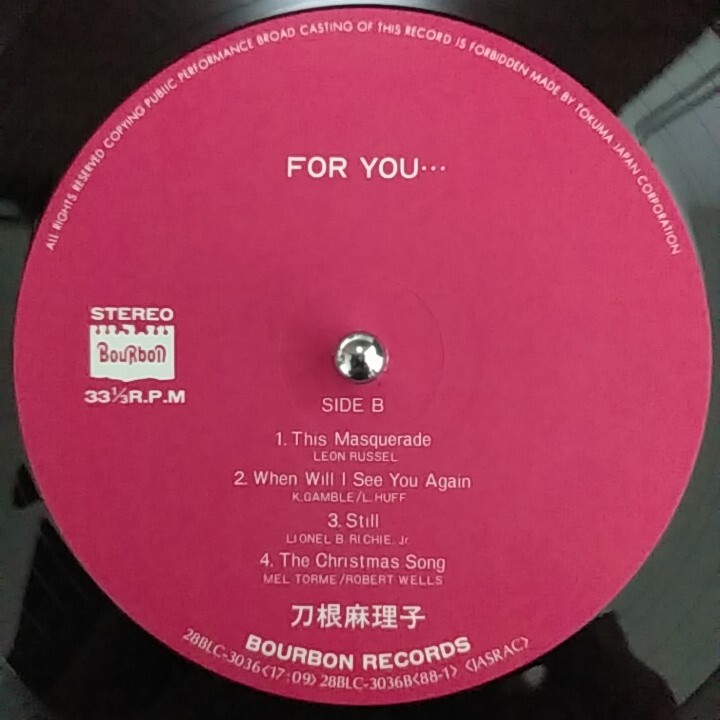 ALL RIGHTS RESERVED COPYING PUBLIC PERFORMANCE BROAD CASTING OF THIS RECORD IS FORBIDDEN MADE BY TOKUMA JAPAN CORPORATION
FOR YOU…
STEREO
BouRbon
33⅓R.P.M
SIDE B
1. This Masquerade
LEON RUSSEL
2. When Will I See You Again
K.GAMBLE/L.HUFF
3. Still
LIONEL B. RICHIE. Jr.
4. The Christmas Song
MEL TORME/ROBERT WELLS
刀根麻理子
BOURBON RECORDS
28BLC-3036<17:09> 28BLC-3036B<88-1> <JASRAC>